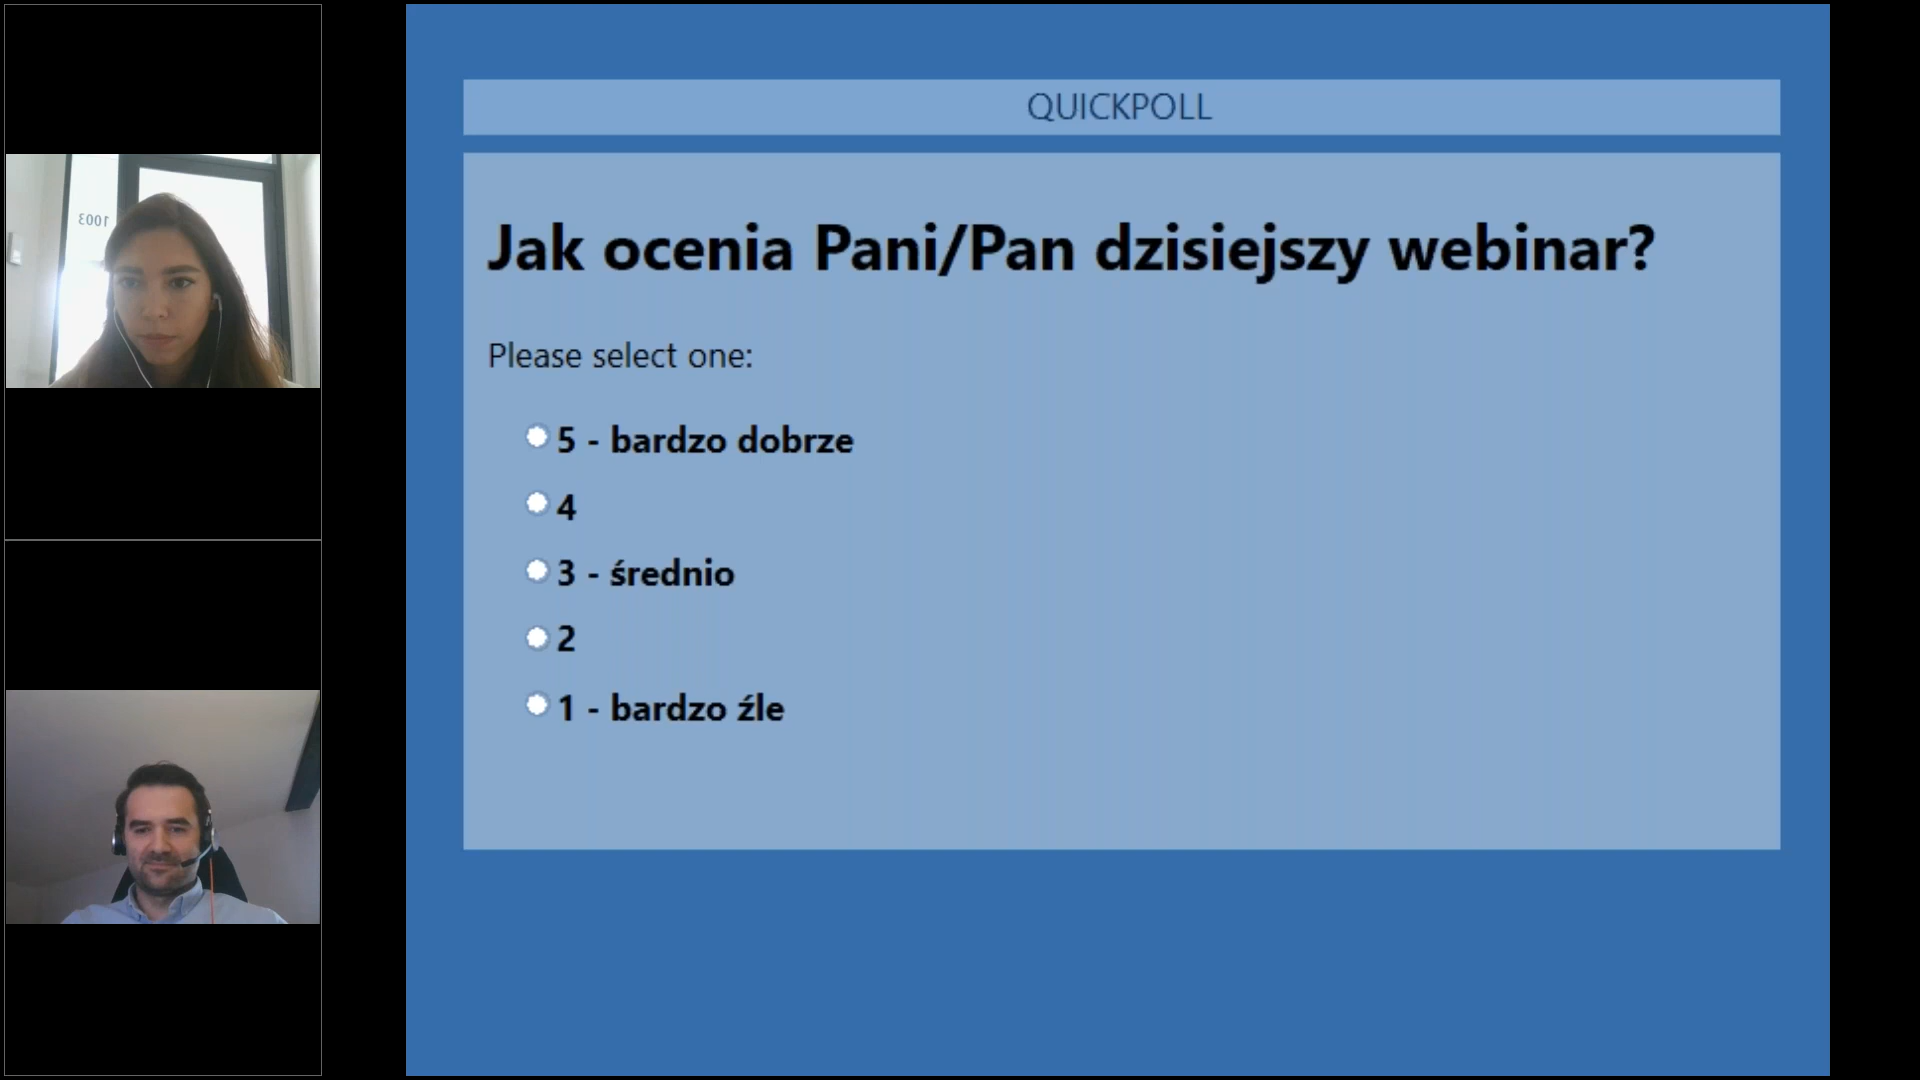 1003
QUICKPOLL
Jak ocenia Pani/Pan dzisiejszy webinar?
Please select one:
5 - bardzo dobrze
4
3 - średnio
2
1 - bardzo źle